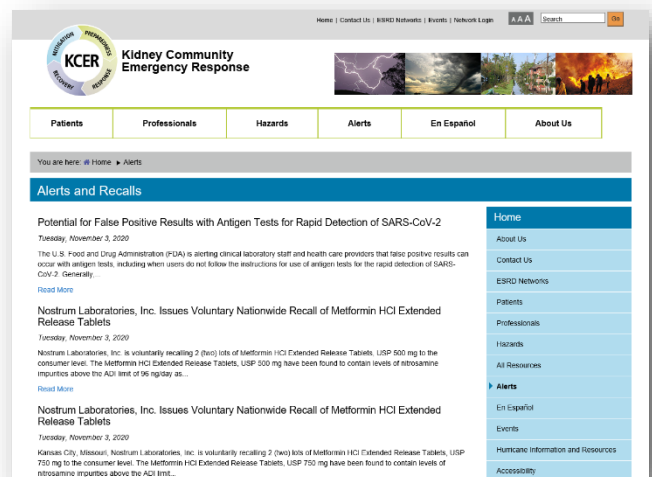 Home | Contact Us | ESRD Networks | Events | Network Login
A A A
Search
Go
MITIGATION
PREPAREDNESS
RESPONSE
RECOVERY
KCER
Kidney Community
Emergency Response
Patients
Professionals
Hazards
Alerts
En Español
About Us
You are here: Home ▸ Alerts
Alerts and Recalls
Potential for False Positive Results with Antigen Tests for Rapid Detection of SARS-CoV-2
Tuesday, November 3, 2020
The U.S. Food and Drug Administration (FDA) is alerting clinical laboratory staff and health care providers that false positive results can
occur with antigen tests, including when users do not follow the instructions for use of antigen tests for the rapid detection of SARS-
CoV-2. Generally,...
Read More
Nostrum Laboratories, Inc. Issues Voluntary Nationwide Recall of Metformin HCl Extended
Release Tablets
Tuesday, November 3, 2020
Nostrum Laboratories, Inc. is voluntarily recalling 2 (two) lots of Metformin HCl Extended Release Tablets, USP 500 mg to the
consumer level. The Metformin HCl Extended Release Tablets, USP 500 mg have been found to contain levels of nitrosamine
impurities above the ADI limit of 96 ng/day as...
Read More
Nostrum Laboratories, Inc. Issues Voluntary Nationwide Recall of Metformin HCl Extended
Release Tablets
Tuesday, November 3, 2020
Kansas City, Missouri, Nostrum Laboratories, Inc. is voluntarily recalling 2 (two) lots of Metformin HCl Extended Release Tablets, USP
750 mg to the consumer level. The Metformin HCl Extended Release Tablets, USP 750 mg have been found to contain levels of
nitrosamine impurities above the ADI limit...
Home
About Us
Contact Us
ESRD Networks
Patients
Professionals
Hazards
All Resources
Alerts
En Español
Events
Hurricane Information and Resources
Accessibility